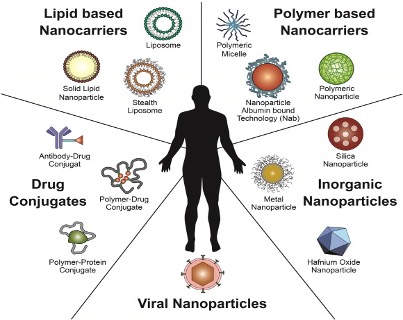 Lipid based
Nanocarriers
Liposome
Solid Lipid
Nanoparticle
Stealth
Liposome
Polymer based
Nanocarriers
Polymeric
Micelle
Nanoparticle
Albumin bound
Technology (Nab)
Polymeric
Nanoparticle
Antibody-Drug
Conjugat
Drug
Conjugates
Polymer-Drug
Conjugate
Polymer-Protein
Conjugate
Silica
Nanoparticle
Metal
Nanoparticle
Inorganic
Nanoparticles
Hafnium Oxide
Nanoparticle
Viral Nanoparticles